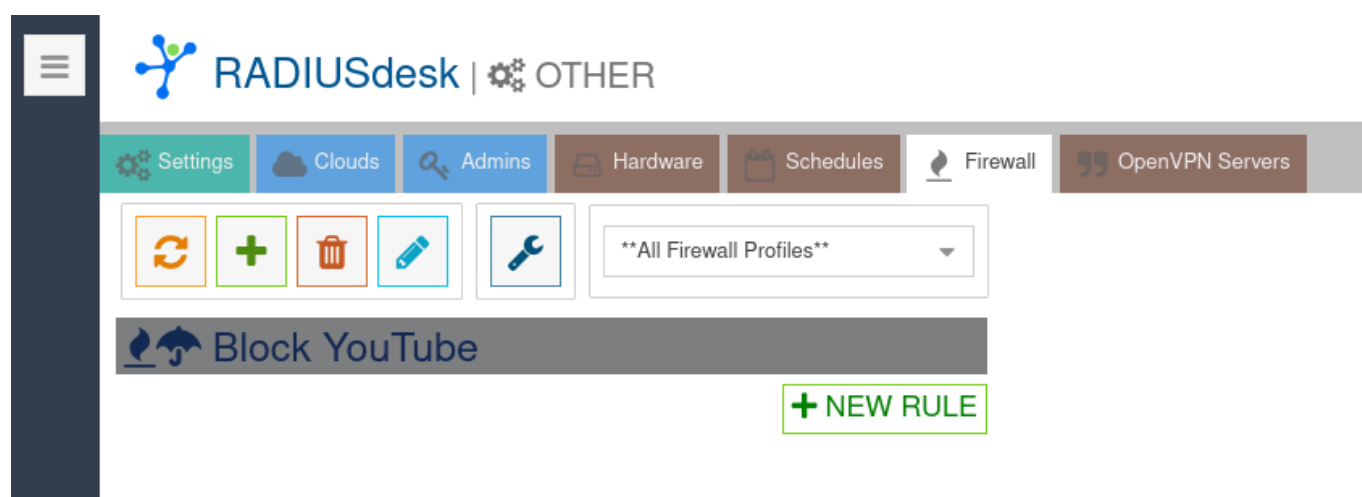 RADIUSdesk | OTHER
Settings Clouds Admins Hardware Schedules Firewall OpenVPN Servers
**All Firewall Profiles**
Block YouTube
NEW RULE